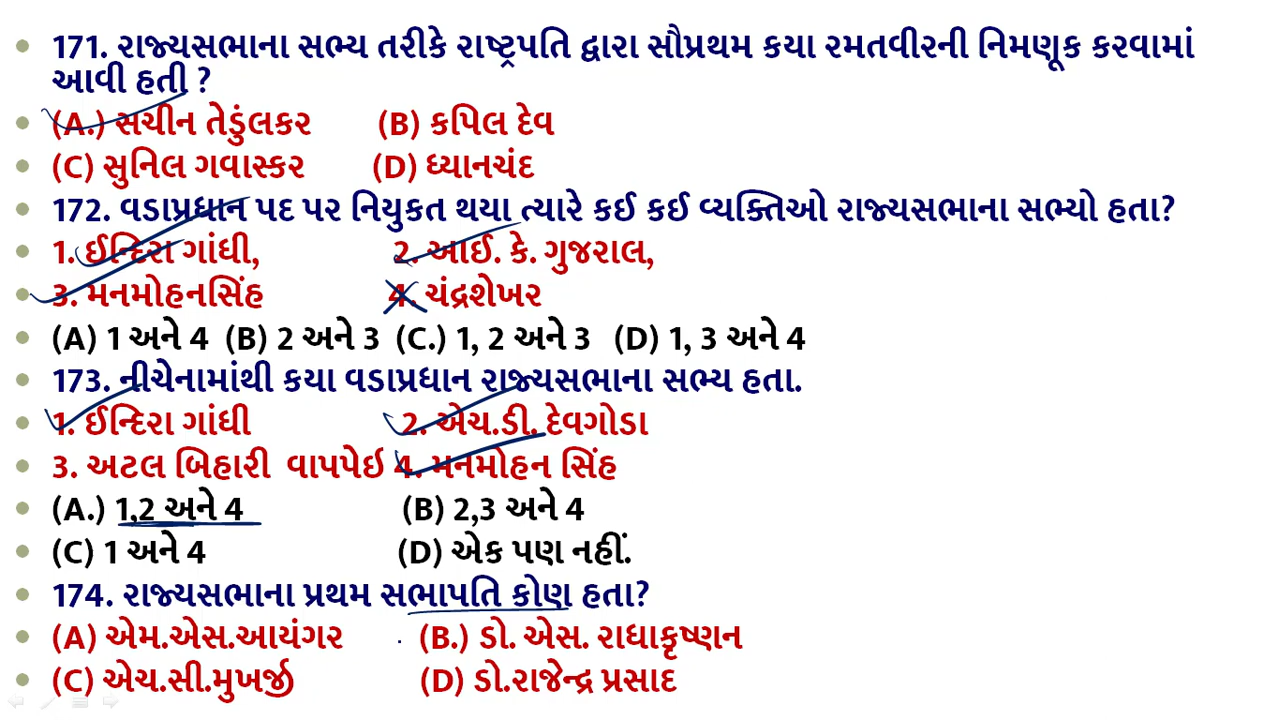 171. રાજ્યસભાના સભ્ય તરીકે રાષ્ટ્રપતિ દ્વારા સૌપ્રથમ કયા રમતવીરની નિમણૂક કરવામાં
આવી હતી ?
(A.) સચીન તેડુંલકર (B) કપિલ દેવ
(C) સુનિલ ગવાસ્કર (D) ધ્યાનચંદ
172. વડાપ્રધાન પદ પર નિયુકત થયા ત્યારે કઈ કઈ વ્યક્તિઓ રાજ્યસભાના સભ્યો હતા?
1. ઈન્દિરા ગાંધી, 2. આઈ. કે. ગુજરાલ,
3. મનમોહનસિંહ 4. ચંદ્રશેખર
(A) 1 અને 4 (B) 2 અને 3 (C.) 1, 2 અને 3 (D) 1, 3 અને 4
173. નીચેનામાંથી કયા વડાપ્રધાન રાજ્યસભાના સભ્ય હતા.
1. ઈન્દિરા ગાંધી 2. એચ.ડી. દેવગોડા
3. અટલ બિહારી વાપપેઇ 4. મનમોહન સિંહ
(A.) 1,2 અને 4 (B) 2,3 અને 4
(C) 1 અને 4 (D) એક પણ નહીં.
174. રાજ્યસભાના પ્રથમ સભાપતિ કોણ હતા?
(A) એમ.એસ.આયંગર (B.) ડો. એસ. રાધાકૃષ્ણન
(C) એચ.સી.મુખર્જી (D) ડો.રાજેન્દ્ર પ્રસાદ